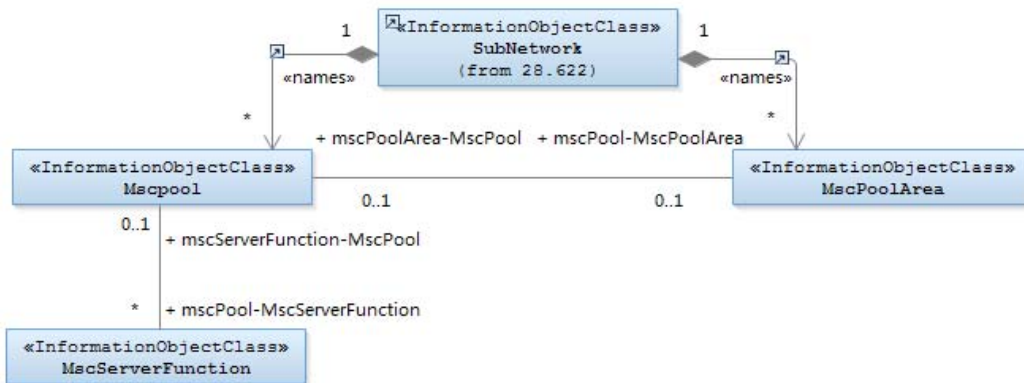 «InformationObjectClass»
SubNetwork
(from 28.622)
1
1
«names»
«names»
*
*
+ mscPoolArea-MscPool
+ mscPool-MscPoolArea
«InformationObjectClass»
Mscpool
«InformationObjectClass»
MscPoolArea
0..1
0..1
0..1
+ mscServerFunction-MscPool
*
+ mscPool-MscServerFunction
«InformationObjectClass»
MscServerFunction